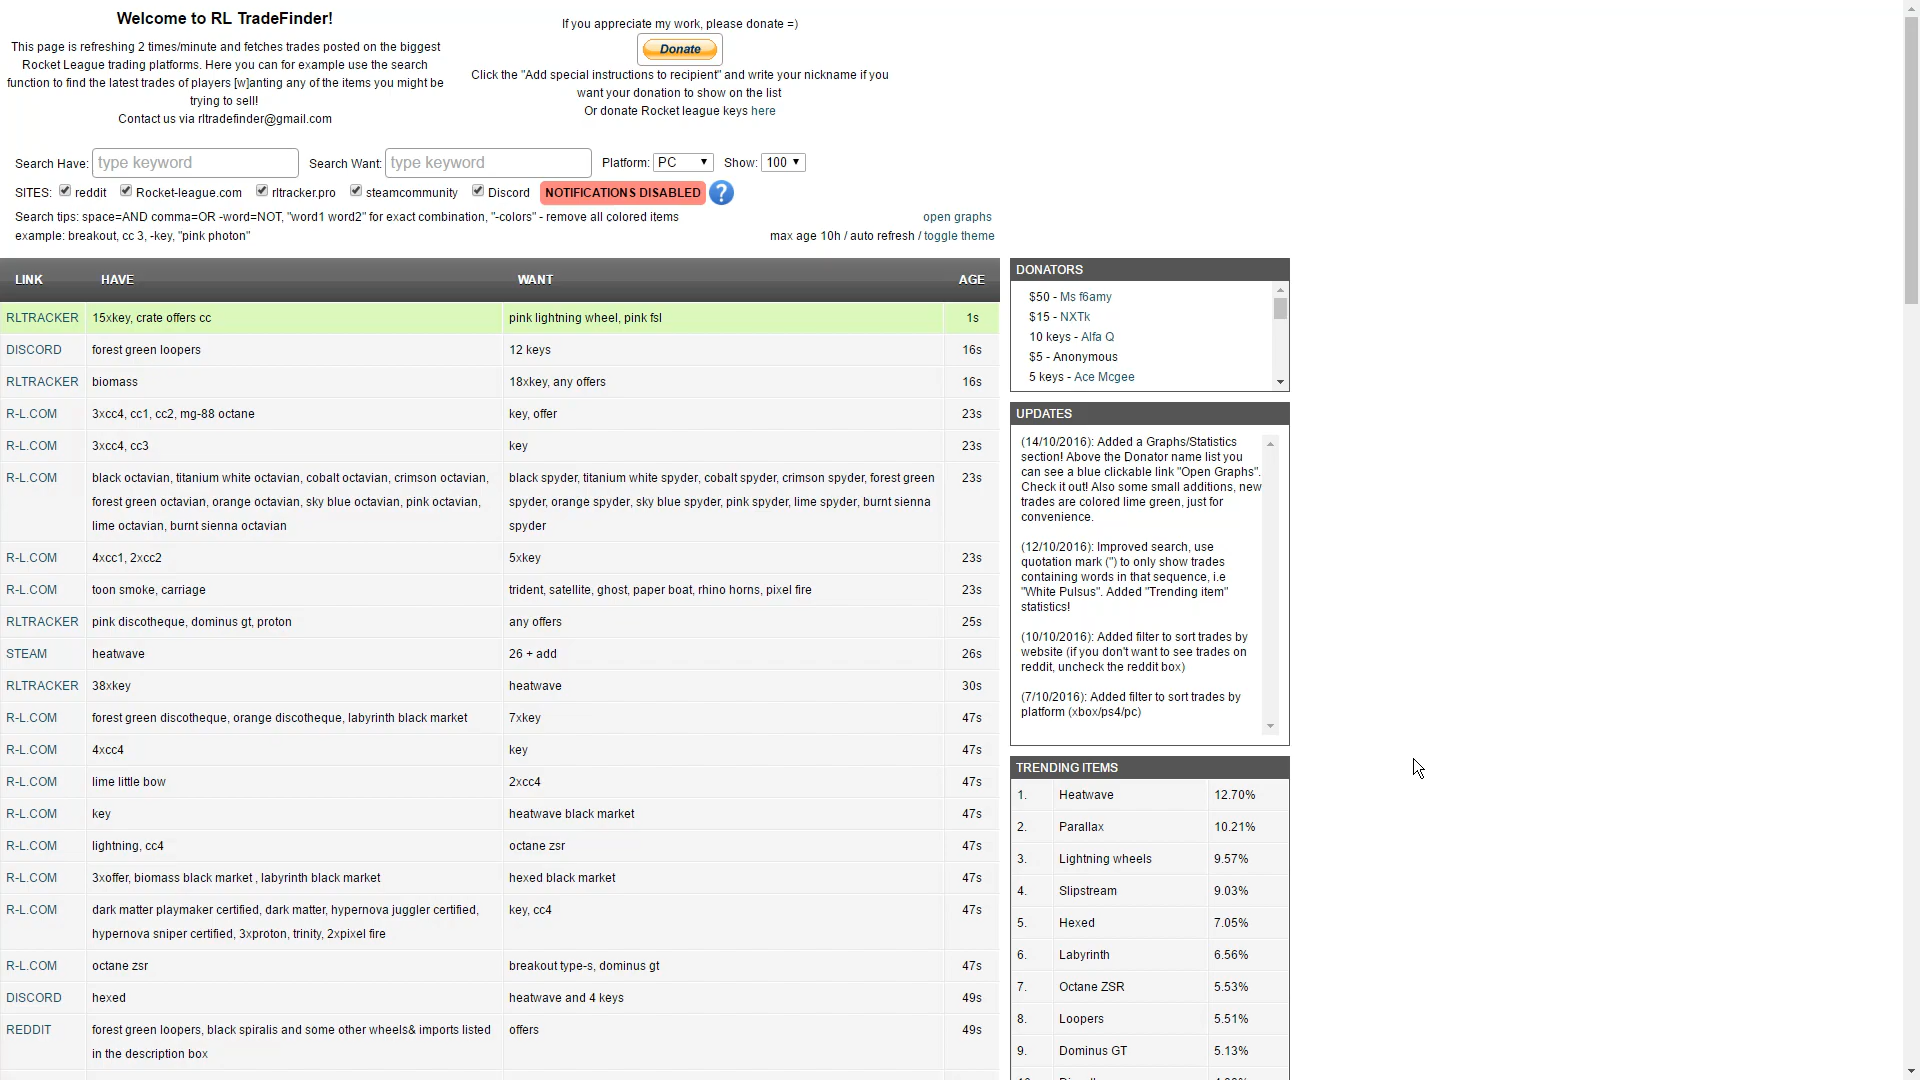 Welcome to RL TradeFinder!
This page is refreshing 2 times/minute and fetches trades posted on the biggest
Rocket League trading platforms. Here you can for example use the search
function to find the latest trades of players [w]anting any of the items you might be
trying to sell!
Contact us via rltradefinder@gmail.com
If you appreciate my work, please donate =)
Donate
Click the "Add special instructions to recipient" and write your nickname if you
want your donation to show on the list
Or donate Rocket league keys here
Search Have: type keyword Search Want: type keyword Platform: PC Show: 100
SITES: reddit Rocket-league.com rltracker.pro steamcommunity Discord NOTIFICATIONS DISABLED ?
Search tips: space=AND comma=OR -word=NOT, "word1 word2" for exact combination, "-colors" - remove all colored items open graphs
example: breakout, cc 3, -key, "pink photon" max age 10h / auto refresh / toggle theme
LINK HAVE WANT AGE
RLTRACKER 15xkey, crate offers cc pink lightning wheel, pink fsl 1s
DISCORD forest green loopers 12 keys 16s
RLTRACKER biomass 18xkey, any offers 16s
R-L.COM 3xcc4, cc1, cc2, mg-88 octane key, offer 23s
R-L.COM 3xcc4, cc3 key 23s
R-L.COM black octavian, titanium white octavian, cobalt octavian, crimson octavian, black spyder, titanium white spyder, cobalt spyder, crimson spyder, forest green 23s
forest green octavian, orange octavian, sky blue octavian, pink octavian, spyder, orange spyder, sky blue spyder, pink spyder, lime spyder, burnt sienna
lime octavian, burnt sienna octavian spyder
R-L.COM 4xcc1, 2xcc2 5xkey 23s
R-L.COM toon smoke, carriage trident, satellite, ghost, paper boat, rhino horns, pixel fire 23s
RLTRACKER pink discotheque, dominus gt, proton any offers 25s
STEAM heatwave 26 + add 26s
RLTRACKER 38xkey heatwave 30s
R-L.COM forest green discotheque, orange discotheque, labyrinth black market 7xkey 47s
R-L.COM 4xcc4 key 47s
R-L.COM lime little bow 2xcc4 47s
R-L.COM key heatwave black market 47s
R-L.COM lightning, cc4 octane zsr 47s
R-L.COM 3xoffer, biomass black market , labyrinth black market hexed black market 47s
R-L.COM dark matter playmaker certified, dark matter, hypernova juggler certified, key, cc4 47s
hypernova sniper certified, 3xproton, trinity, 2xpixel fire
R-L.COM octane zsr breakout type-s, dominus gt 47s
DISCORD hexed heatwave and 4 keys 49s
REDDIT forest green loopers, black spiralis and some other wheels& imports listed offers 49s
in the description box
DONATORS
$50 - Ms f6amy
$15 - NXTk
10 keys - Alfa Q
$5 - Anonymous
5 keys - Ace Mcgee
UPDATES
(14/10/2016): Added a Graphs/Statistics
section! Above the Donator name list you
can see a blue clickable link "Open Graphs".
Check it out! Also some small additions, new
trades are colored lime green, just for
convenience.
(12/10/2016): Improved search, use
quotation mark (") to only show trades
containing words in that sequence, i.e
"White Pulsus". Added "Trending item"
statistics!
(10/10/2016): Added filter to sort trades by
website (if you don't want to see trades on
reddit, uncheck the reddit box)
(7/10/2016): Added filter to sort trades by
platform (xbox/ps4/pc)
TRENDING ITEMS
1. Heatwave 12.70%
2. Parallax 10.21%
3. Lightning wheels 9.57%
4. Slipstream 9.03%
5. Hexed 7.05%
6. Labyrinth 6.56%
7. Octane ZSR 5.53%
8. Loopers 5.51%
9. Dominus GT 5.13%